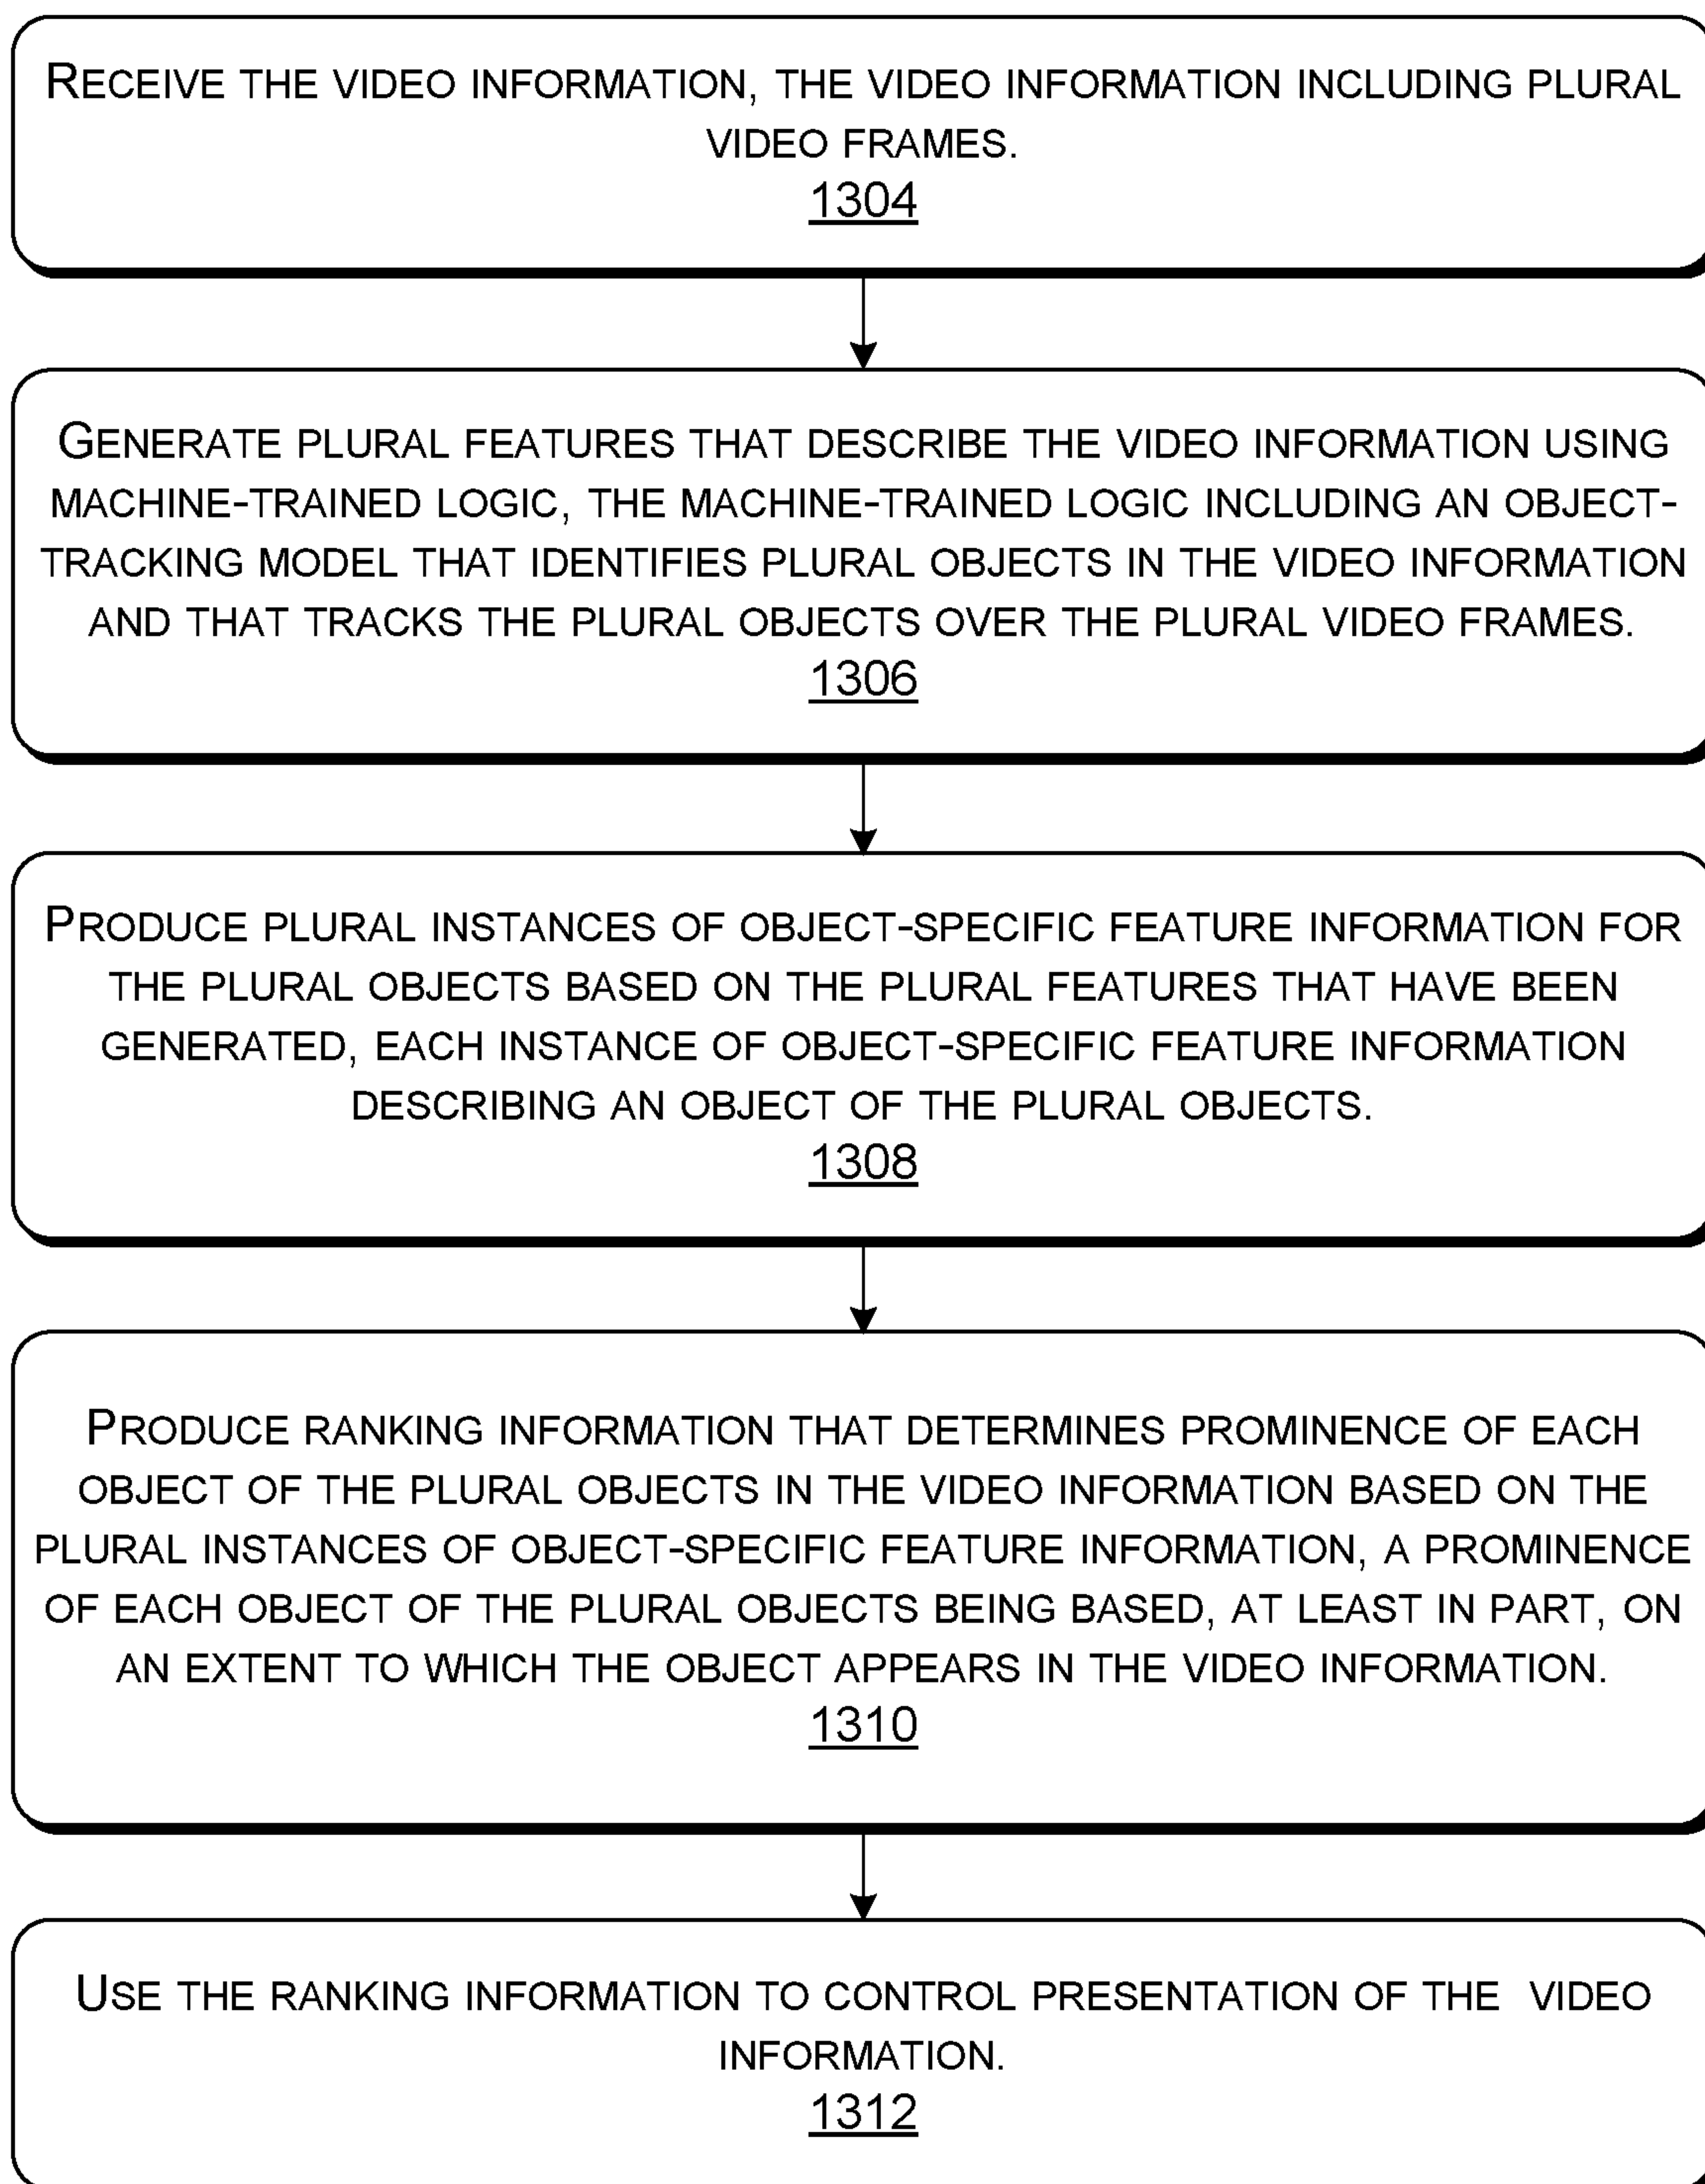 RECEIVE THE VIDEO INFORMATION, THE VIDEO INFORMATION INCLUDING PLURAL
VIDEO FRAMES.
1304
GENERATE PLURAL FEATURES THAT DESCRIBE THE VIDEO INFORMATION USING
MACHINE-TRAINED LOGIC, THE MACHINE-TRAINED LOGIC INCLUDING AN OBJECT-
TRACKING MODEL THAT IDENTIFIES PLURAL OBJECTS IN THE VIDEO INFORMATION
AND THAT TRACKS THE PLURAL OBJECTS OVER THE PLURAL VIDEO FRAMES.
1306
PRODUCE PLURAL INSTANCES OF OBJECT-SPECIFIC FEATURE INFORMATION FOR
THE PLURAL OBJECTS BASED ON THE PLURAL FEATURES THAT HAVE BEEN
GENERATED, EACH INSTANCE OF OBJECT-SPECIFIC FEATURE INFORMATION
DESCRIBING AN OBJECT OF THE PLURAL OBJECTS.
1308
PRODUCE RANKING INFORMATION THAT DETERMINES PROMINENCE OF EACH
OBJECT OF THE PLURAL OBJECTS IN THE VIDEO INFORMATION BASED ON THE
PLURAL INSTANCES OF OBJECT-SPECIFIC FEATURE INFORMATION, A PROMINENCE
OF EACH OBJECT OF THE PLURAL OBJECTS BEING BASED, AT LEAST IN PART, ON
AN EXTENT TO WHICH THE OBJECT APPEARS IN THE VIDEO INFORMATION.
1310
USE THE RANKING INFORMATION TO CONTROL PRESENTATION OF THE VIDEO
INFORMATION.
1312